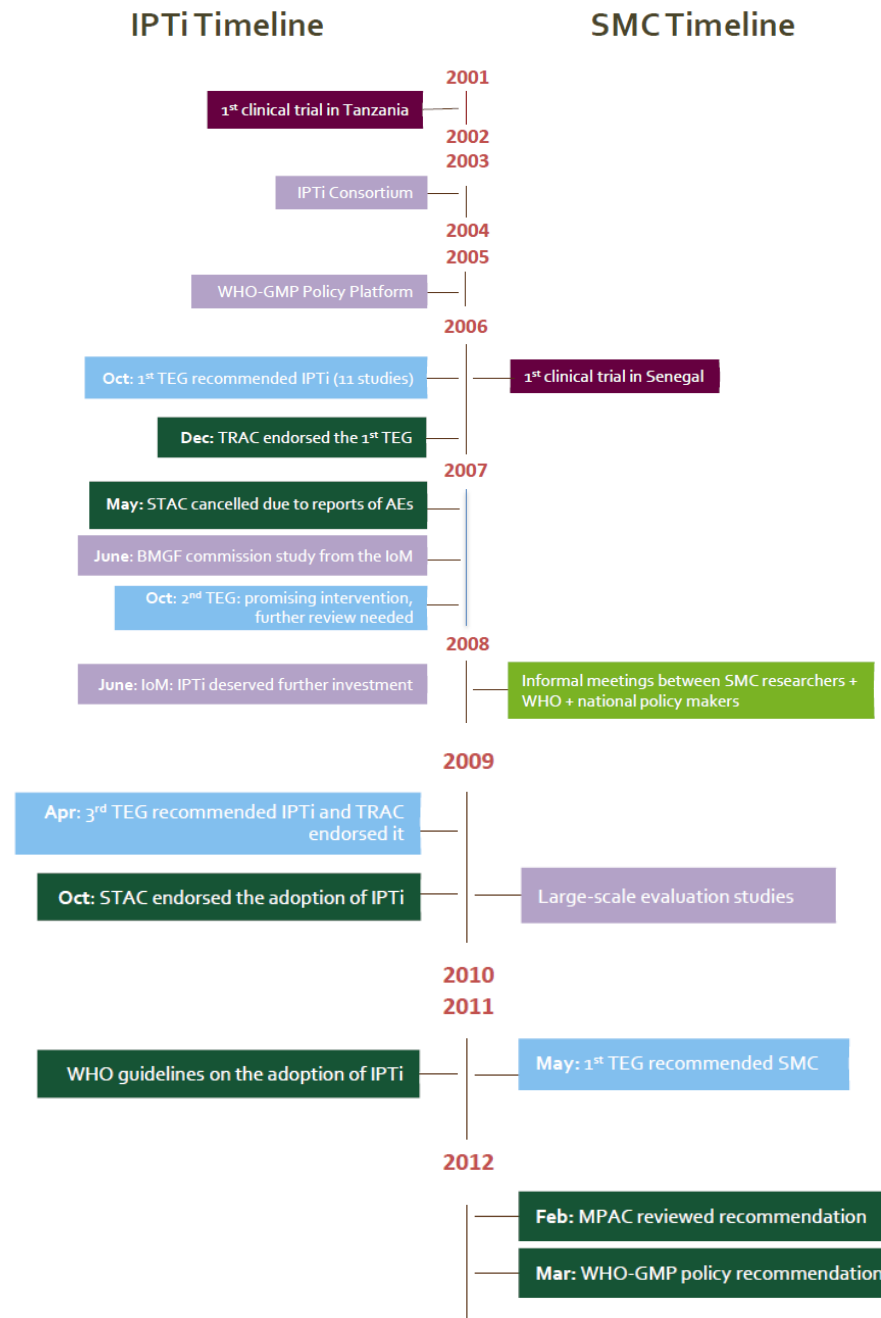 IPTi Timeline
SMC Timeline
2001
1st clinical trial in Tanzania
2002
2003
IPTi Consortium
2004
2005
WHO-GMP Policy Platform
2006
Oct: 1st TEG recommended IPTi (11 studies)
1st clinical trial in Senegal
Dec: TRAC endorsed the 1st TEG
2007
May: STAC cancelled due to reports of AEs
June: BMGF commission study from the IoM
Oct: 2nd TEG: promising intervention,
further review needed
2008
June: IoM: IPTi deserved further investment
Informal meetings between SMC researchers +
WHO + national policy makers
2009
Apr: 3rd TEG recommended IPTi and TRAC
endorsed it
Oct: STAC endorsed the adoption of IPTi
Large-scale evaluation studies
2010
2011
WHO guidelines on the adoption of IPTi
May: 1st TEG recommended SMC
2012
Feb: MPAC reviewed recommendation
Mar: WHO-GMP policy recommendation